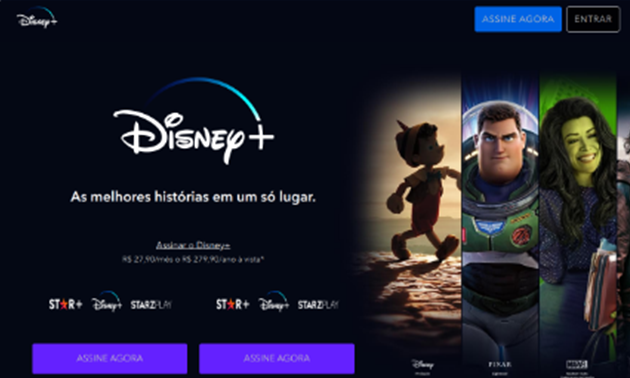 Disney+
ASSINE AGORA
ENTRAR
Disney+
As melhores histórias em um só lugar.
Assinar o Disney+
R$ 27,90/mês o R$ 279,90/ano à vista*
STAR+ Disney+ STARZPLAY
STAR+ Disney+ STARZPLAY
ASSINE AGORA
ASSINE AGORA
Disney
PIXAR
MARVEL